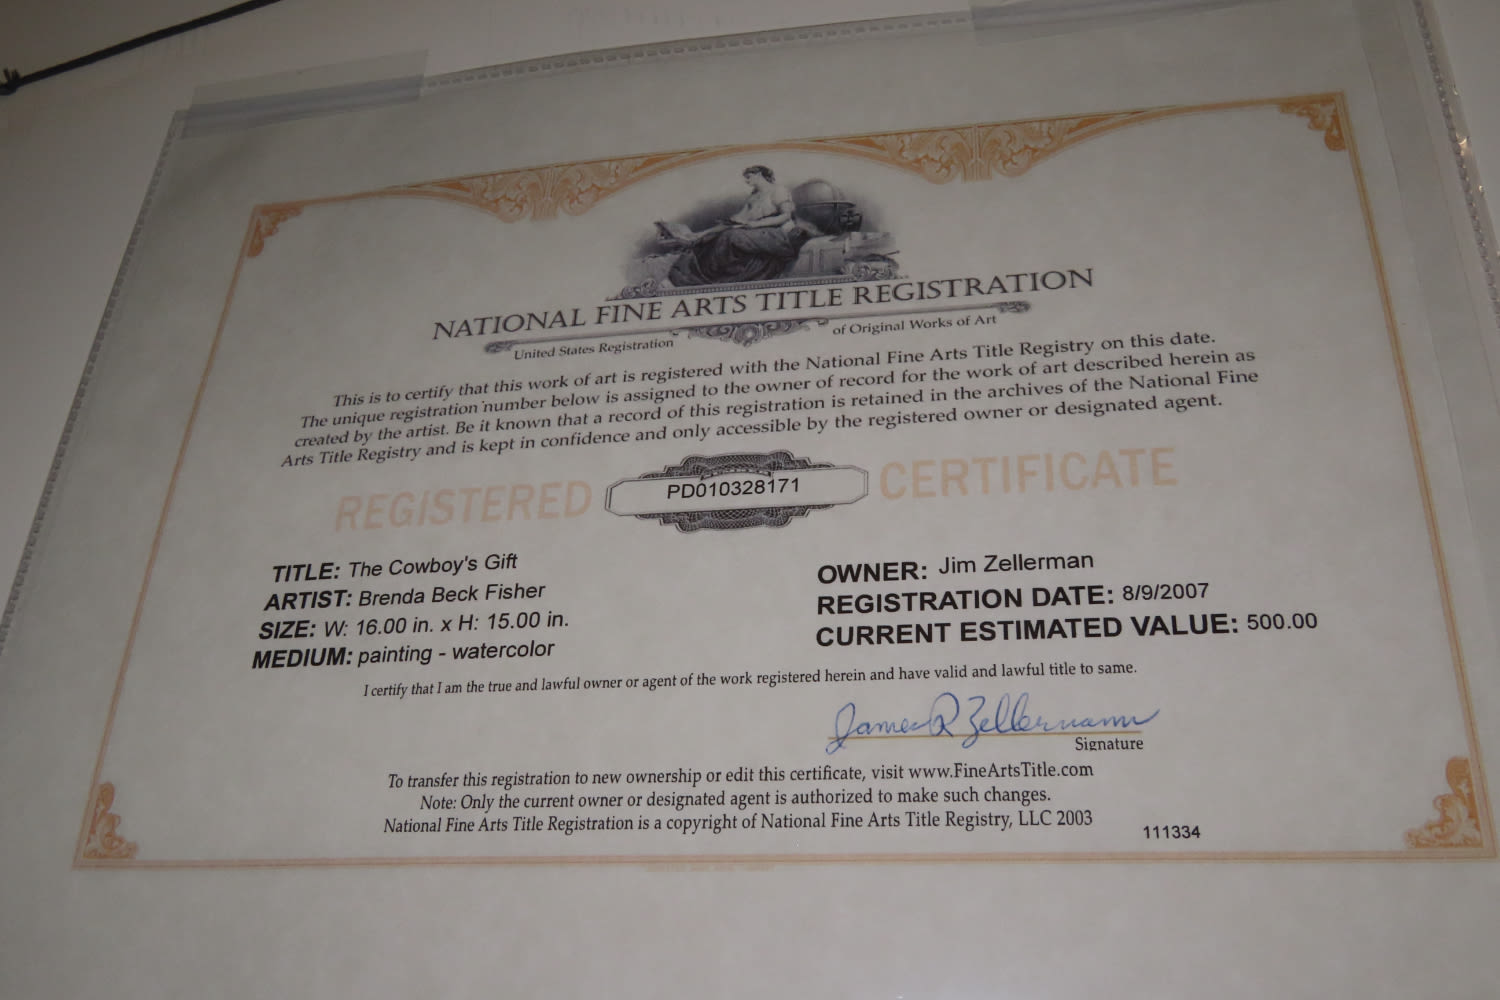 NATIONAL FINE ARTS TITLE REGISTRATION
United States Registration of Original Works of Art
This is to certify that this work of art is registered with the National Fine Arts Title Registry on this date.
The unique registration number below is assigned to the owner of record for the work of art described herein as
created by the artist. Be it known that a record of this registration is retained in the archives of the National Fine
Arts Title Registry and is kept in confidence and only accessible by the registered owner or designated agent.
REGISTERED PD010328171 CERTIFICATE
TITLE: The Cowboy's Gift
ARTIST: Brenda Beck Fisher
SIZE: W: 16.00 in. x H: 15.00 in.
MEDIUM: painting - watercolor
OWNER: Jim Zellerman
REGISTRATION DATE: 8/9/2007
CURRENT ESTIMATED VALUE: 500.00
I certify that I am the true and lawful owner or agent of the work registered herein and have valid and lawful title to same.
James R Zellermann
Signature
To transfer this registration to new ownership or edit this certificate, visit www.FineArtsTitle.com
Note: Only the current owner or designated agent is authorized to make such changes.
National Fine Arts Title Registration is a copyright of National Fine Arts Title Registry, LLC 2003
111334